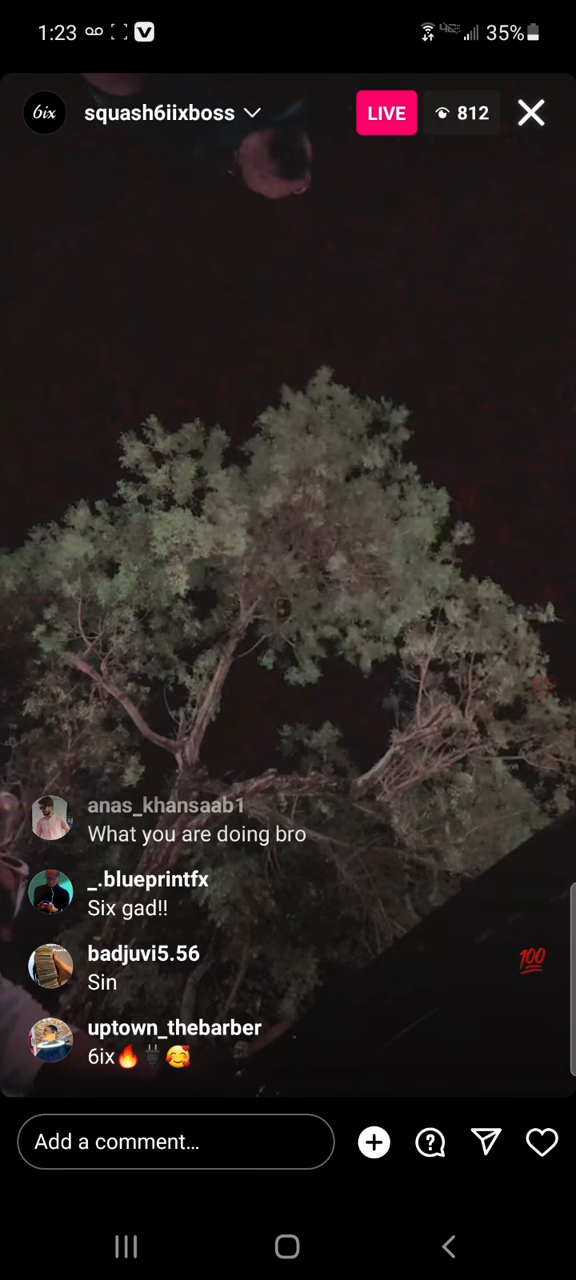 1:23
35%
6ix squash6iixboss LIVE 812
anas_khansaab1
What you are doing bro
_.blueprintfx
Six gad!!
badjuvi5.56
Sin
💯
uptown_thebarber
6ix🔥🔌🥰
Add a comment...